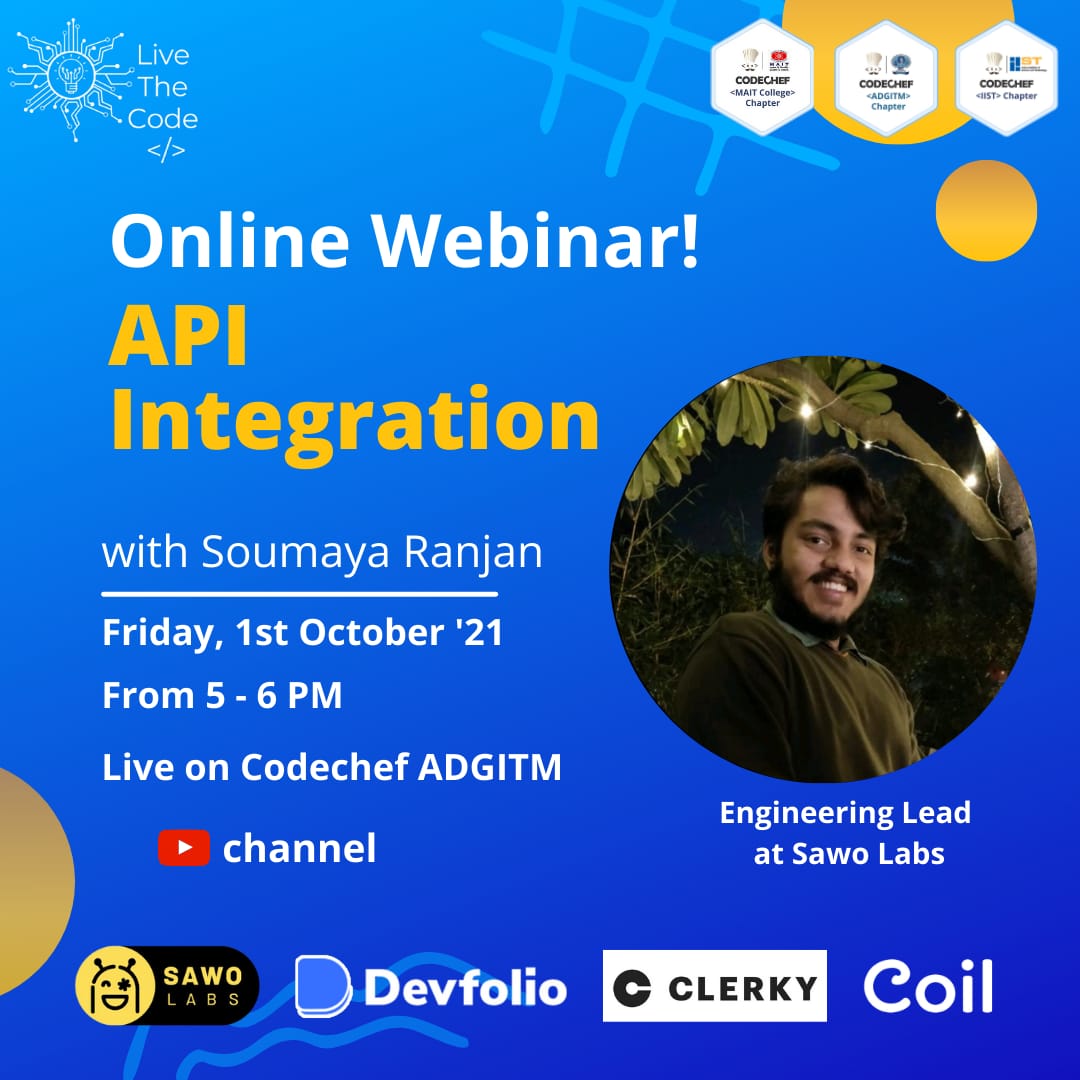 Live
The
Code
</>
CODECHEF
<MAIT College>
Chapter
CODECHEF
<ADGITM>
Chapter
IIST
CODECHEF
<IIST> Chapter
Online Webinar!
API
Integration
with Soumaya Ranjan
Friday, 1st October '21
From 5 - 6 PM
Live on Codechef ADGITM
channel
Engineering Lead
at Sawo Labs
SAWO
LABS
Devfolio
CLERKY
Coil